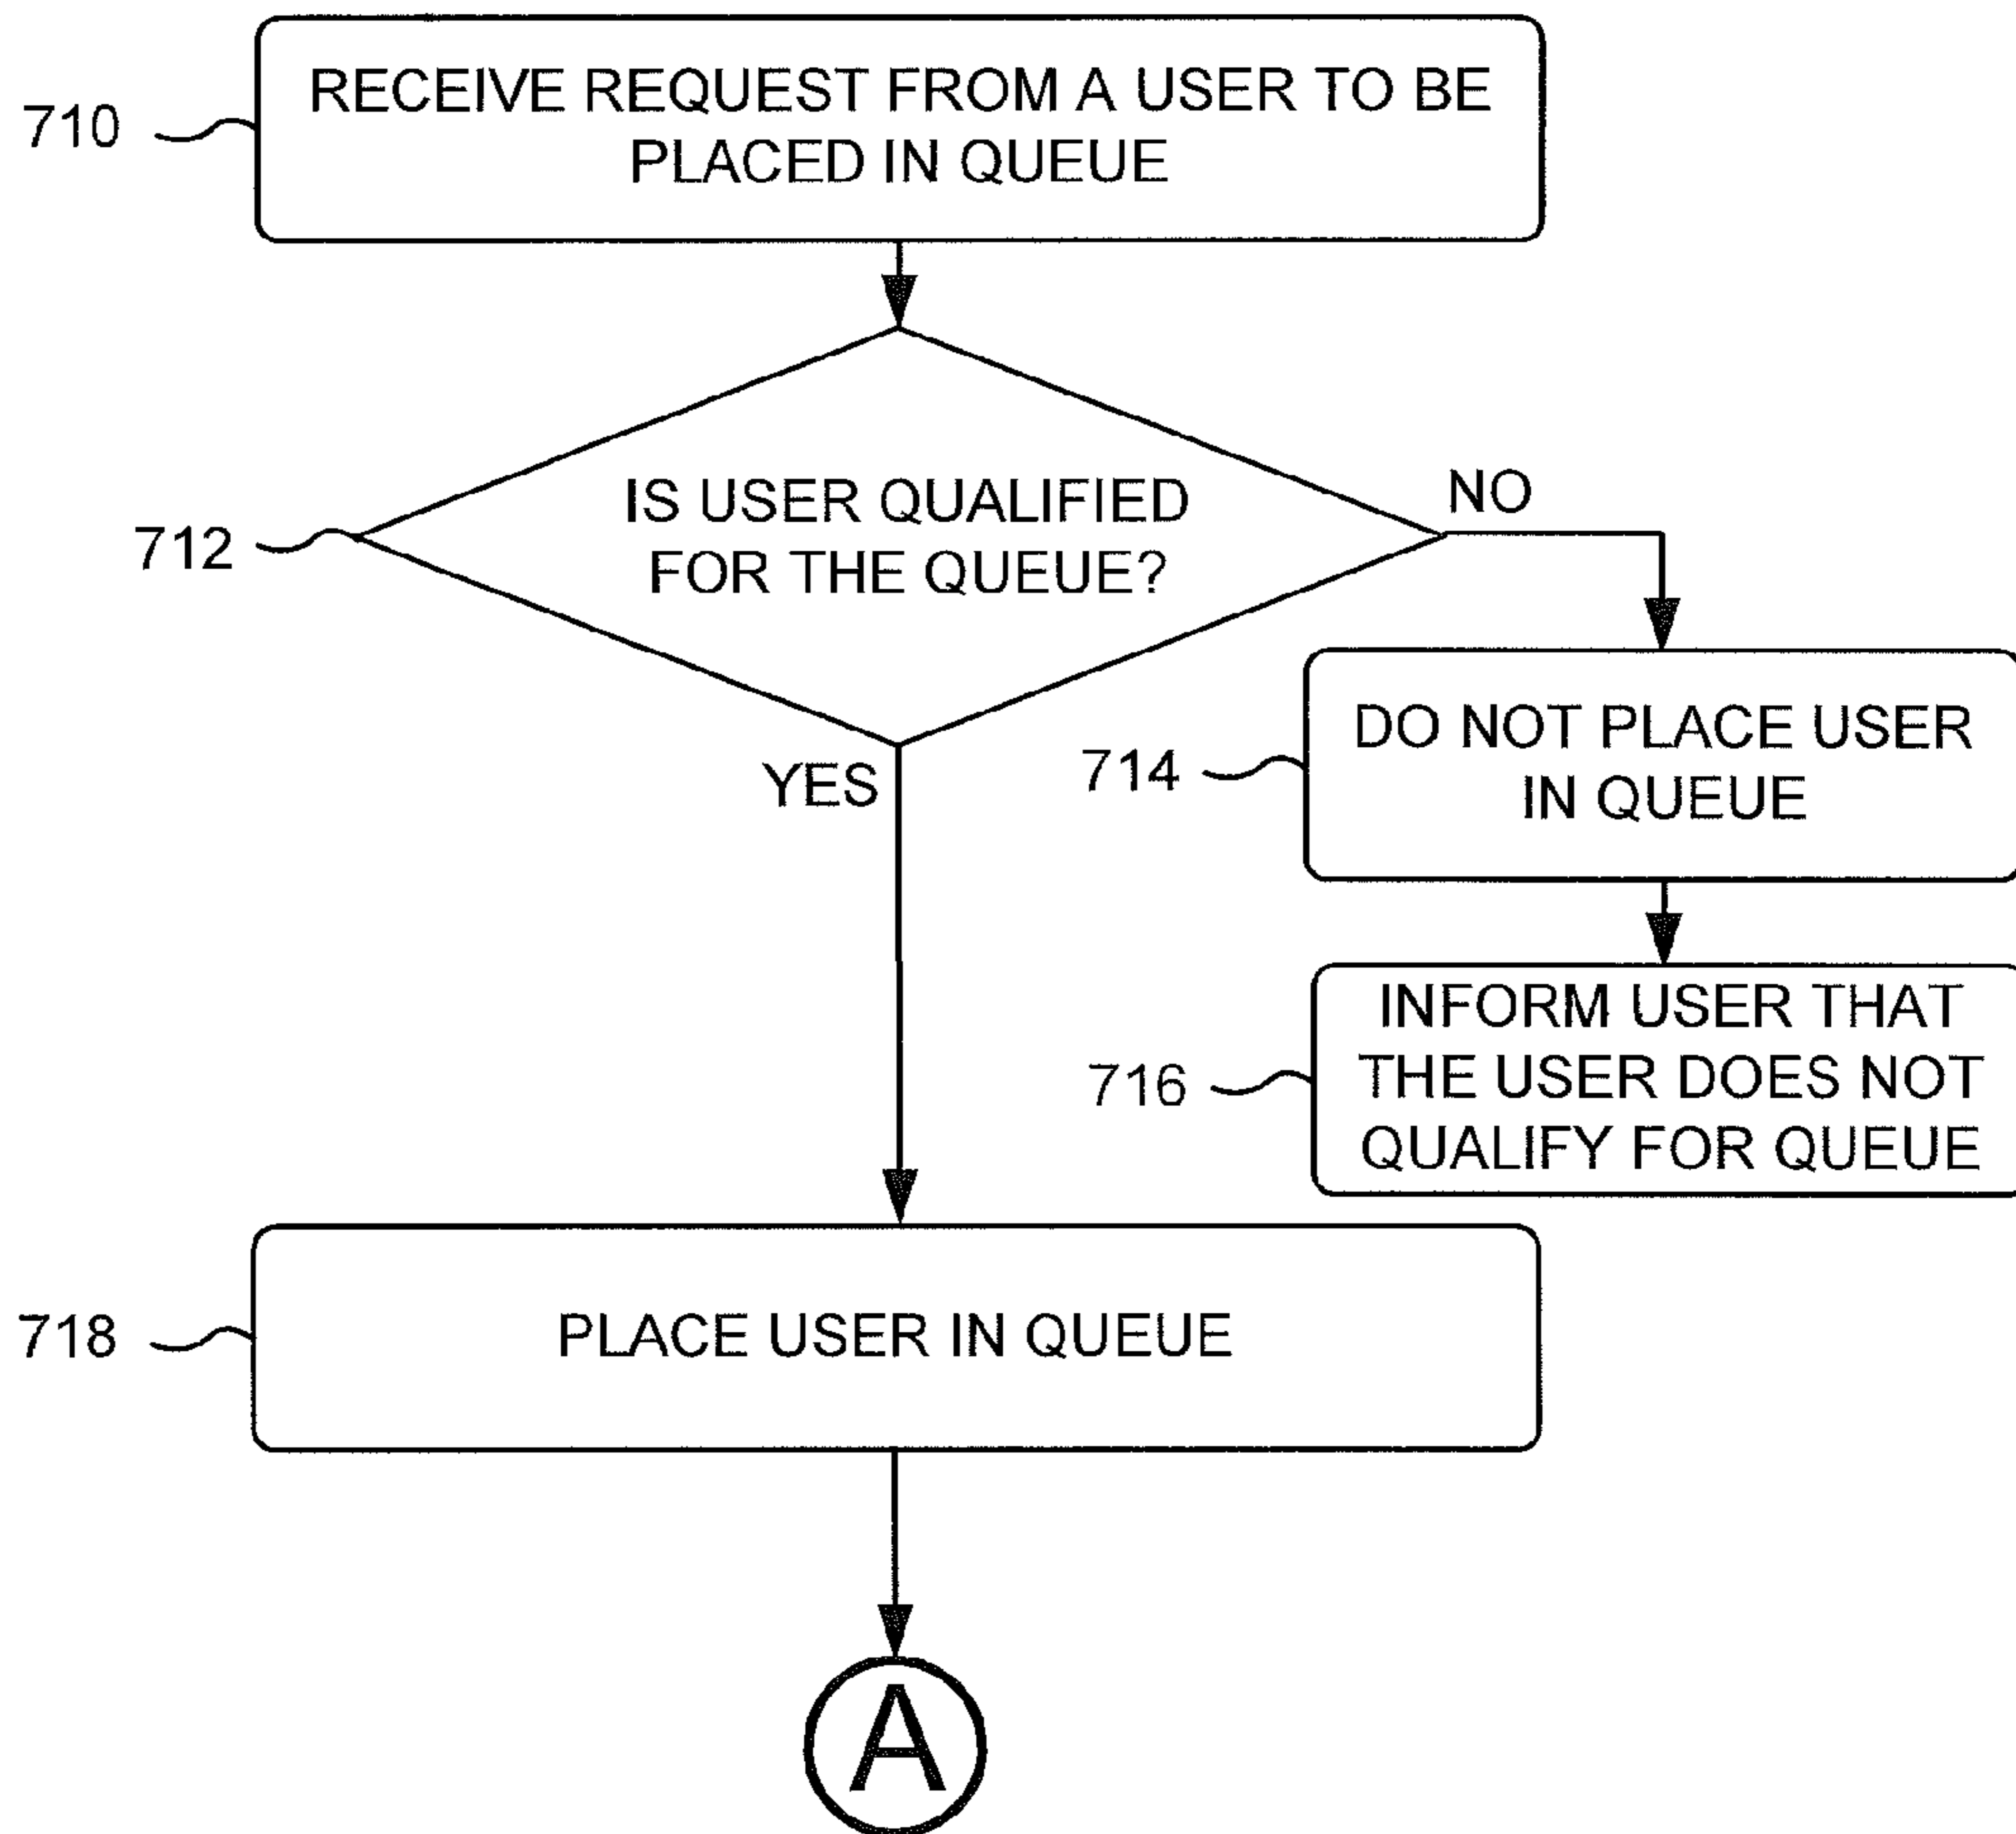 710
RECEIVE REQUEST FROM A USER TO BE
PLACED IN QUEUE
712
IS USER QUALIFIED
FOR THE QUEUE?
NO
YES
714
DO NOT PLACE USER
IN QUEUE
716
INFORM USER THAT
THE USER DOES NOT
QUALIFY FOR QUEUE
718
PLACE USER IN QUEUE
A